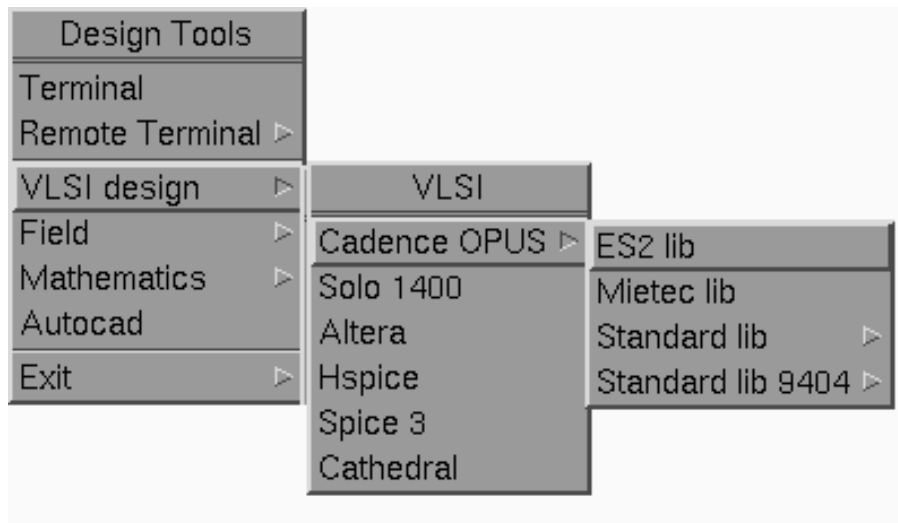 Design Tools
Terminal
Remote Terminal
VLSI design
Field
Mathematics
Autocad
Exit
VLSI
Cadence OPUS
Solo 1400
Altera
Hspice
Spice 3
Cathedral
ES2 lib
Mietec lib
Standard lib
Standard lib 9404